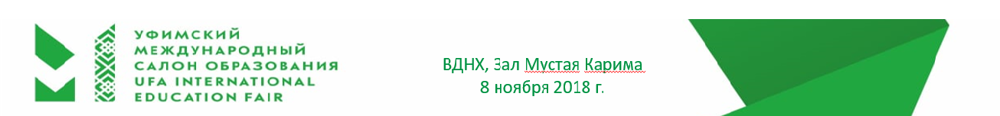 УФИМСКИЙ
МЕЖДУНАРОДНЫЙ
САЛОН ОБРАЗОВАНИЯ
UFA INTERNATIONAL
EDUCATION FAIR
ВДНХ, Зал Мустая Карима
8 ноября 2018 г.